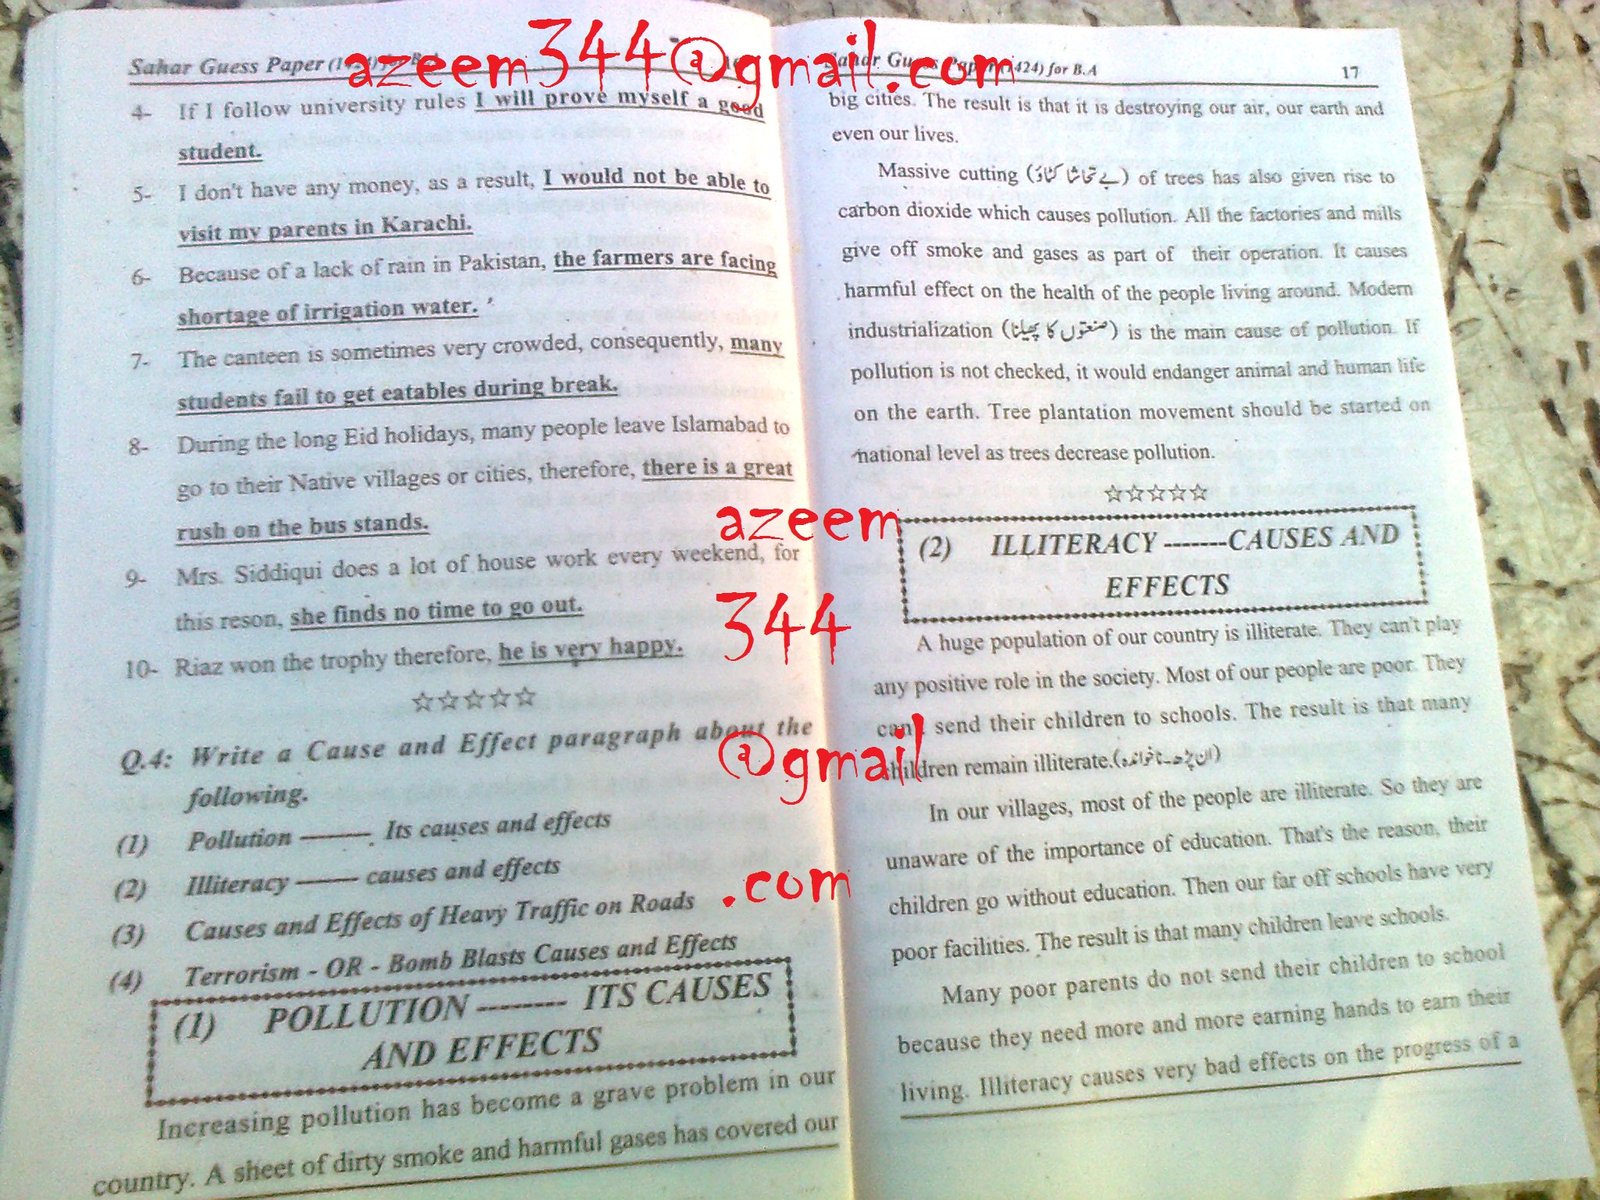 Sahar Guess Paper (1424) for B.A
4- If I follow university rules I will prove myself a good
student.
5- I don't have any money, as a result, I would not be able to
visit my parents in Karachi.
6- Because of a lack of rain in Pakistan, the farmers are facing
shortage of irrigation water.
7- The canteen is sometimes very crowded, consequently, many
students fail to get eatables during break.
8- During the long Eid holidays, many people leave Islamabad to
go to their Native villages or cities, therefore, there is a great
rush on the bus stands.
9- Mrs. Siddiqui does a lot of house work every weekend, for
this reson, she finds no time to go out.
10- Riaz won the trophy therefore, he is very happy.
☆☆☆☆☆
Q.4: Write a Cause and Effect paragraph about the
following.
(1) Pollution ——— Its causes and effects
(2) Illiteracy ——— causes and effects
(3) Causes and Effects of Heavy Traffic on Roads
(4) Terrorism - OR - Bomb Blasts Causes and Effects
(1) POLLUTION -------- ITS CAUSES
AND EFFECTS
Increasing pollution has become a grave problem in our
country. A sheet of dirty smoke and harmful gases has covered our
Sahar Guess Paper (1424) for B.A 17
big cities. The result is that it is destroying our air, our earth and
even our lives.
Massive cutting (بے تحاشا کٹاؤ) of trees has also given rise to
carbon dioxide which causes pollution. All the factories and mills
give off smoke and gases as part of their operation. It causes
harmful effect on the health of the people living around. Modern
industrialization (صنعتوں کا پھیلنا) is the main cause of pollution. If
pollution is not checked, it would endanger animal and human life
on the earth. Tree plantation movement should be started on
national level as trees decrease pollution.
☆☆☆☆☆
(2) ILLITERACY -------CAUSES AND
EFFECTS
A huge population of our country is illiterate. They can't play
any positive role in the society. Most of our people are poor. They
can't send their children to schools. The result is that many
children remain illiterate.(ان پڑھ۔ناخواندہ)
In our villages, most of the people are illiterate. So they are
unaware of the importance of education. That's the reason, their
children go without education. Then our far off schools have very
poor facilities. The result is that many children leave schools.
Many poor parents do not send their children to school
because they need more and more earning hands to earn their
living. Illiteracy causes very bad effects on the progress of a
azeem344@gmail.com
azeem
344
@gmail
.com